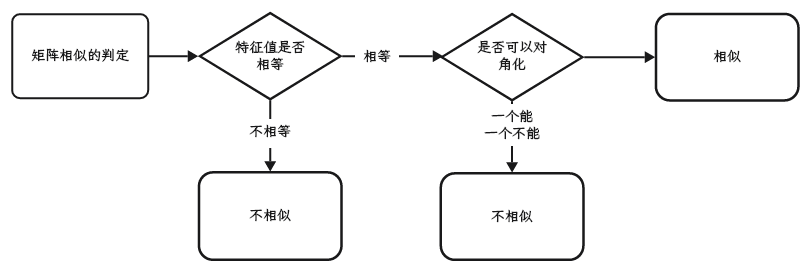 矩阵相似的判定
特征值是否
相等
相等
是否可以对
角化
相似
不相等
一个能
一个不能
不相似
不相似